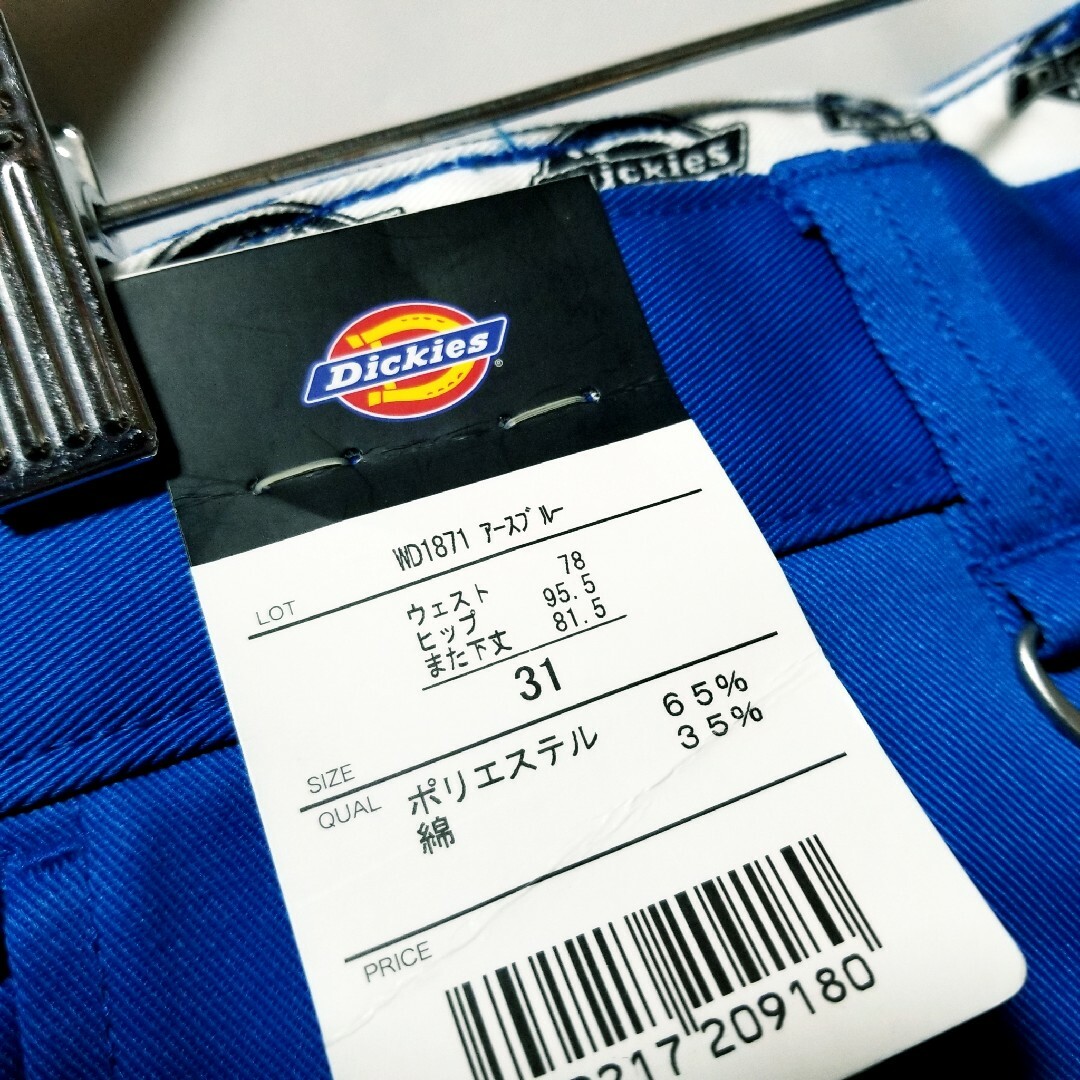 Dickies
Dickies®
LOT WD1871 ｱｰｽﾌﾞﾙｰ
ウェスト 78
ヒップ 95.5
また下丈 81.5
SIZE 31
QUAL ポリエステル 65%
綿 35%
PRICE
217 209180